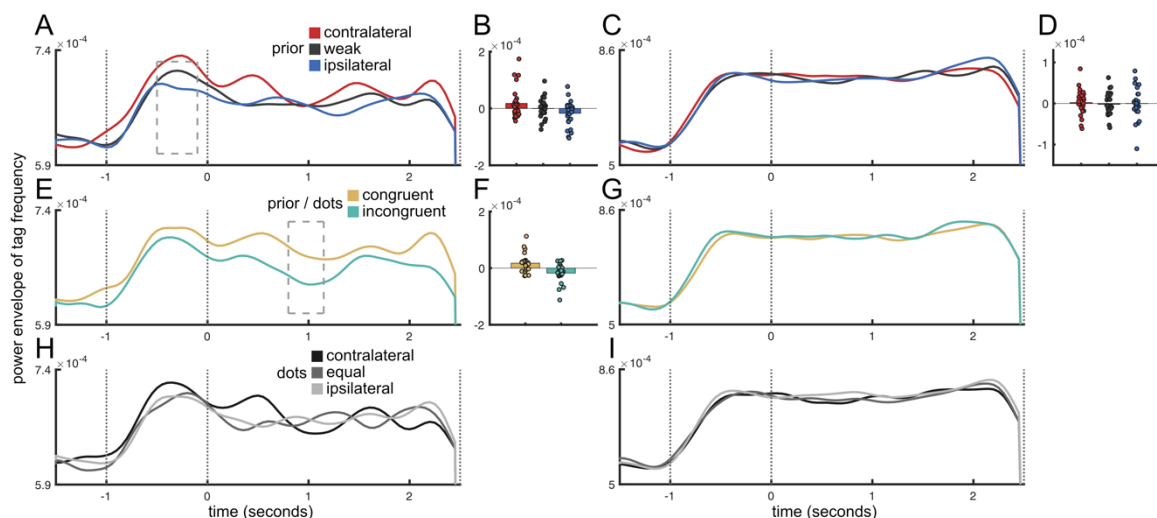 A
contralateral
prior weak
ipsilateral
×10⁻⁴
7.4
5.9
-1 0 1 2
B
×10⁻⁴
2
0
-2
C
×10⁻⁴
8.6
5
-1 0 1 2
D
×10⁻⁴
1
0
-1
power envelope of tag frequency
E
prior / dots congruent
incongruent
×10⁻⁴
7.4
5.9
-1 0 1 2
F
×10⁻⁴
2
0
-2
G
×10⁻⁴
8.6
5
-1 0 1 2
H
contralateral
dots equal
ipsilateral
×10⁻⁴
7.4
5.9
-1 0 1 2
time (seconds)
I
×10⁻⁴
8.6
5
-1 0 1 2
time (seconds)